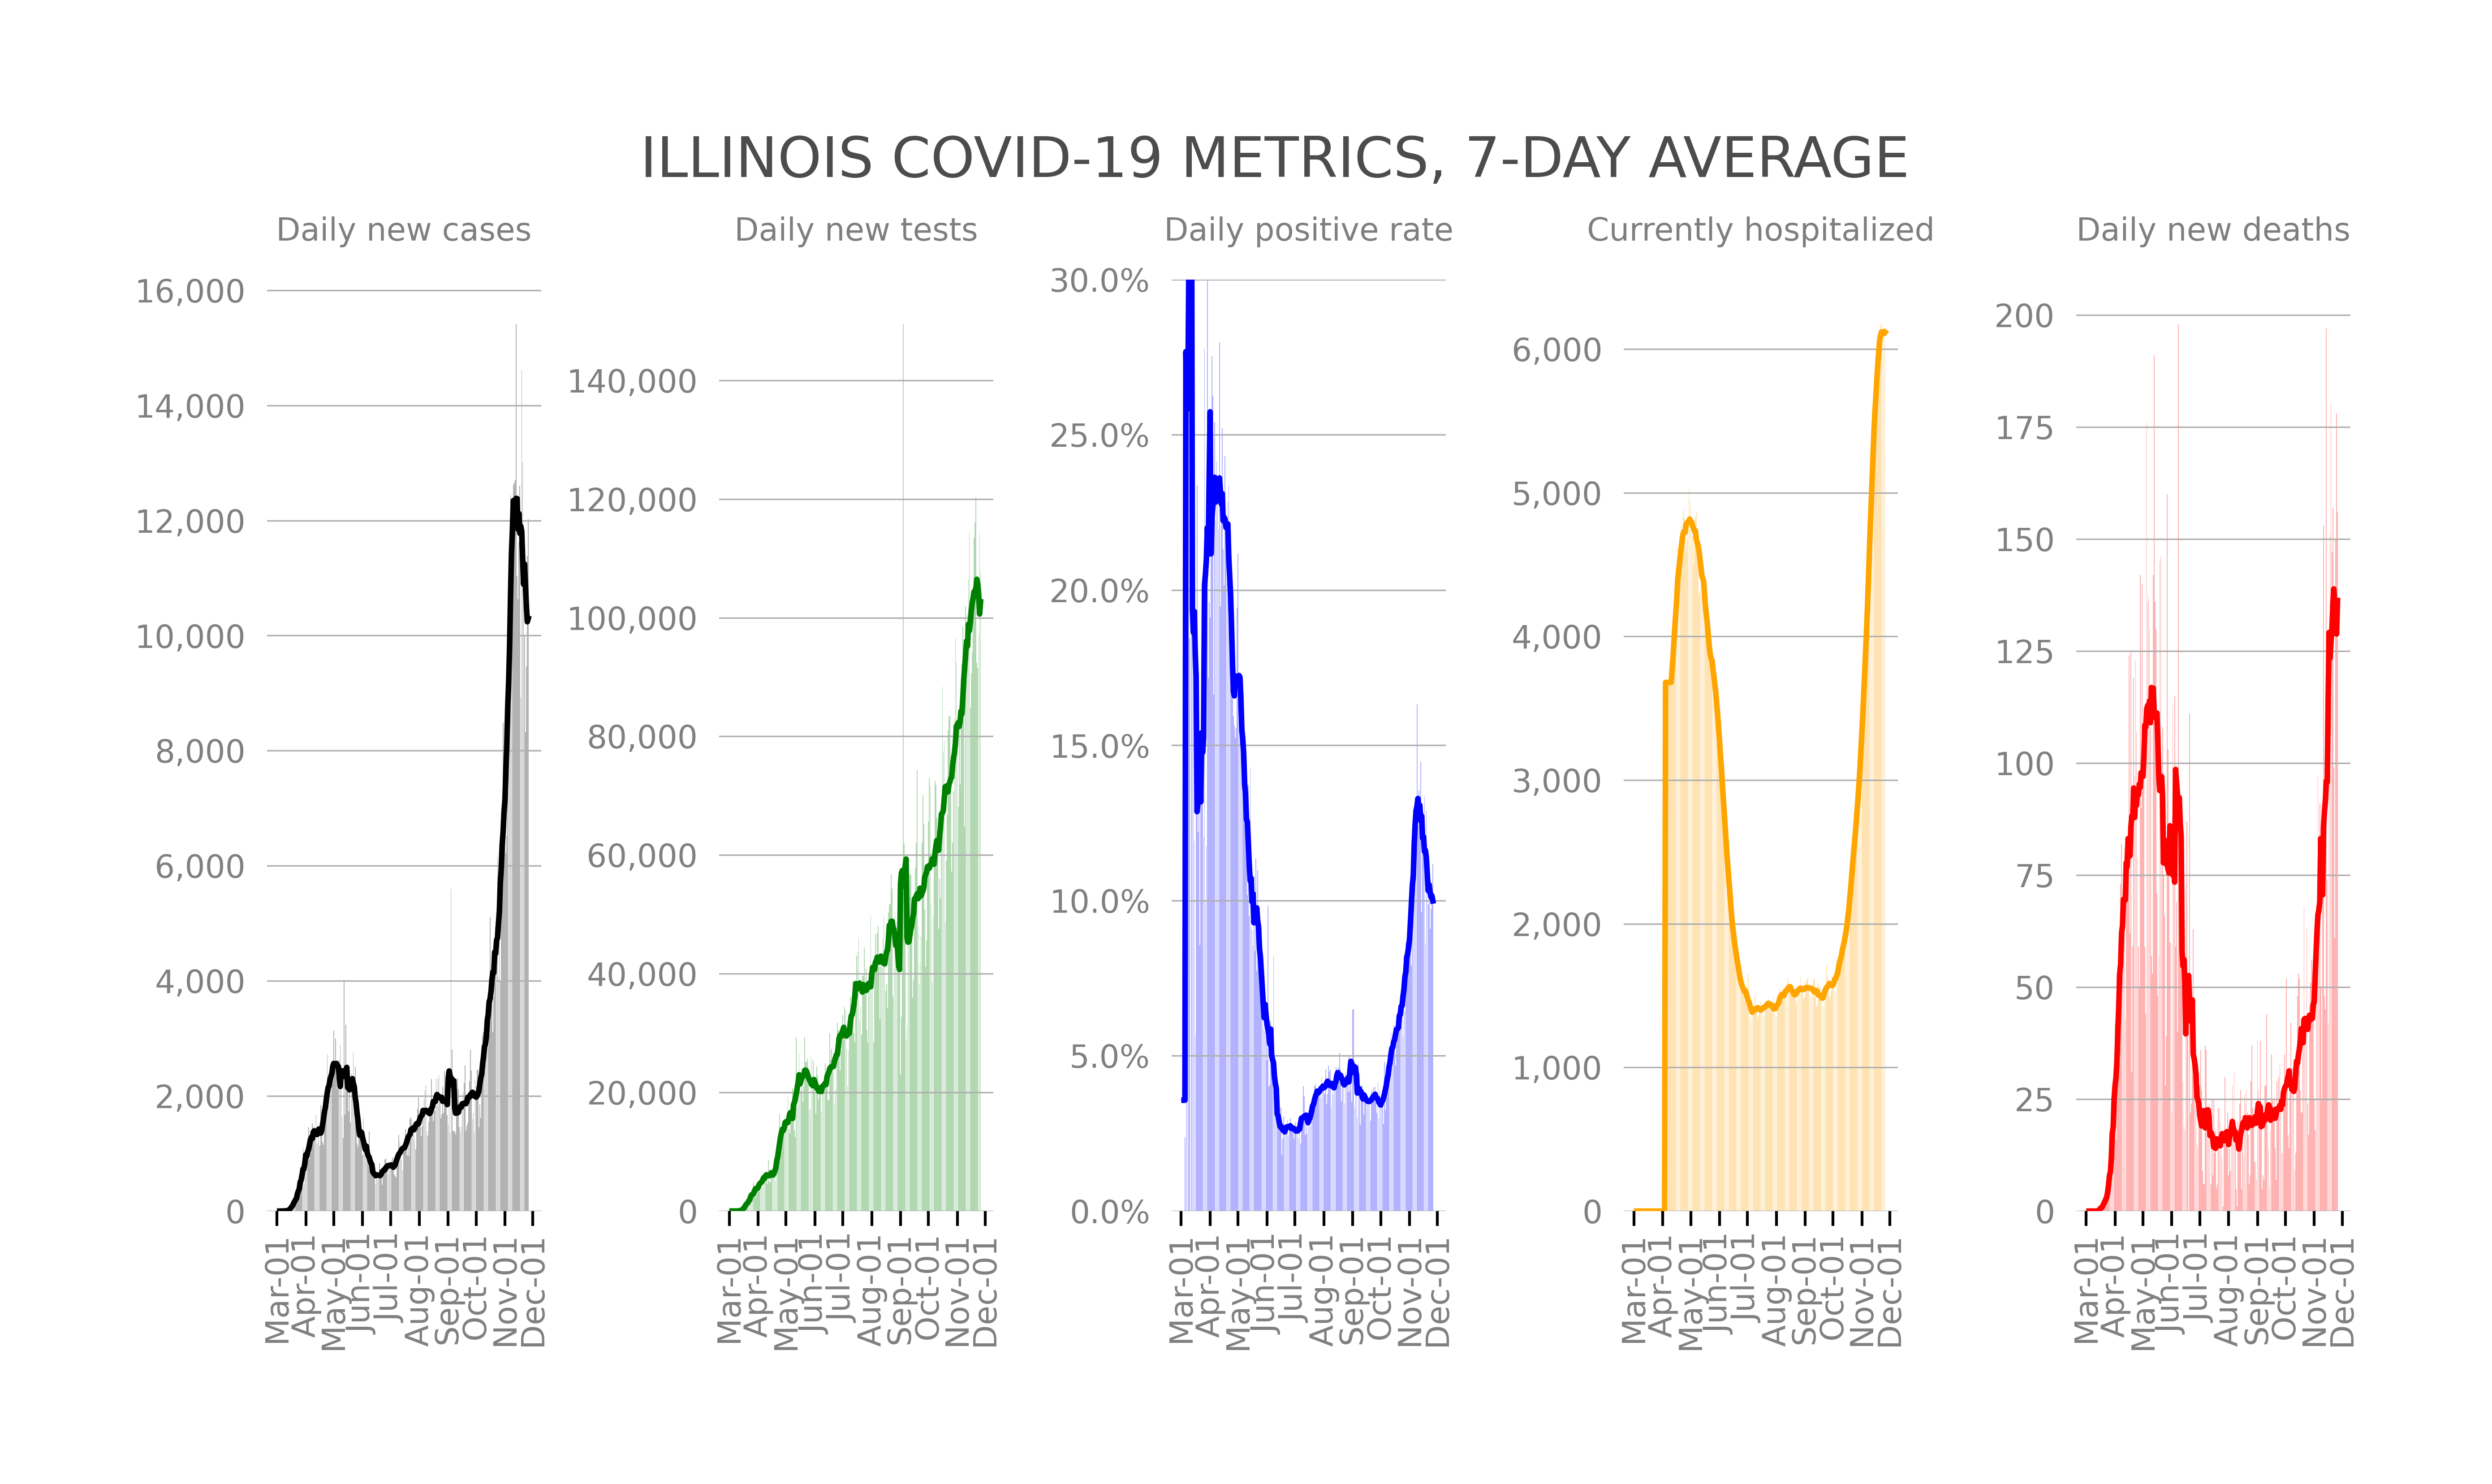 ILLINOIS COVID-19 METRICS, 7-DAY AVERAGE
Daily new cases
16,000
14,000
12,000
10,000
8,000
6,000
4,000
2,000
0
Mar-01
Apr-01
May-01
Jun-01
Jul-01
Aug-01
Sep-01
Oct-01
Nov-01
Dec-01
Daily new tests
140,000
120,000
100,000
80,000
60,000
40,000
20,000
0
Mar-01
Apr-01
May-01
Jun-01
Jul-01
Aug-01
Sep-01
Oct-01
Nov-01
Dec-01
Daily positive rate
30.0%
25.0%
20.0%
15.0%
10.0%
5.0%
0.0%
Mar-01
Apr-01
May-01
Jun-01
Jul-01
Aug-01
Sep-01
Oct-01
Nov-01
Dec-01
Currently hospitalized
6,000
5,000
4,000
3,000
2,000
1,000
0
Mar-01
Apr-01
May-01
Jun-01
Jul-01
Aug-01
Sep-01
Oct-01
Nov-01
Dec-01
Daily new deaths
200
175
150
125
100
75
50
25
0
Mar-01
Apr-01
May-01
Jun-01
Jul-01
Aug-01
Sep-01
Oct-01
Nov-01
Dec-01